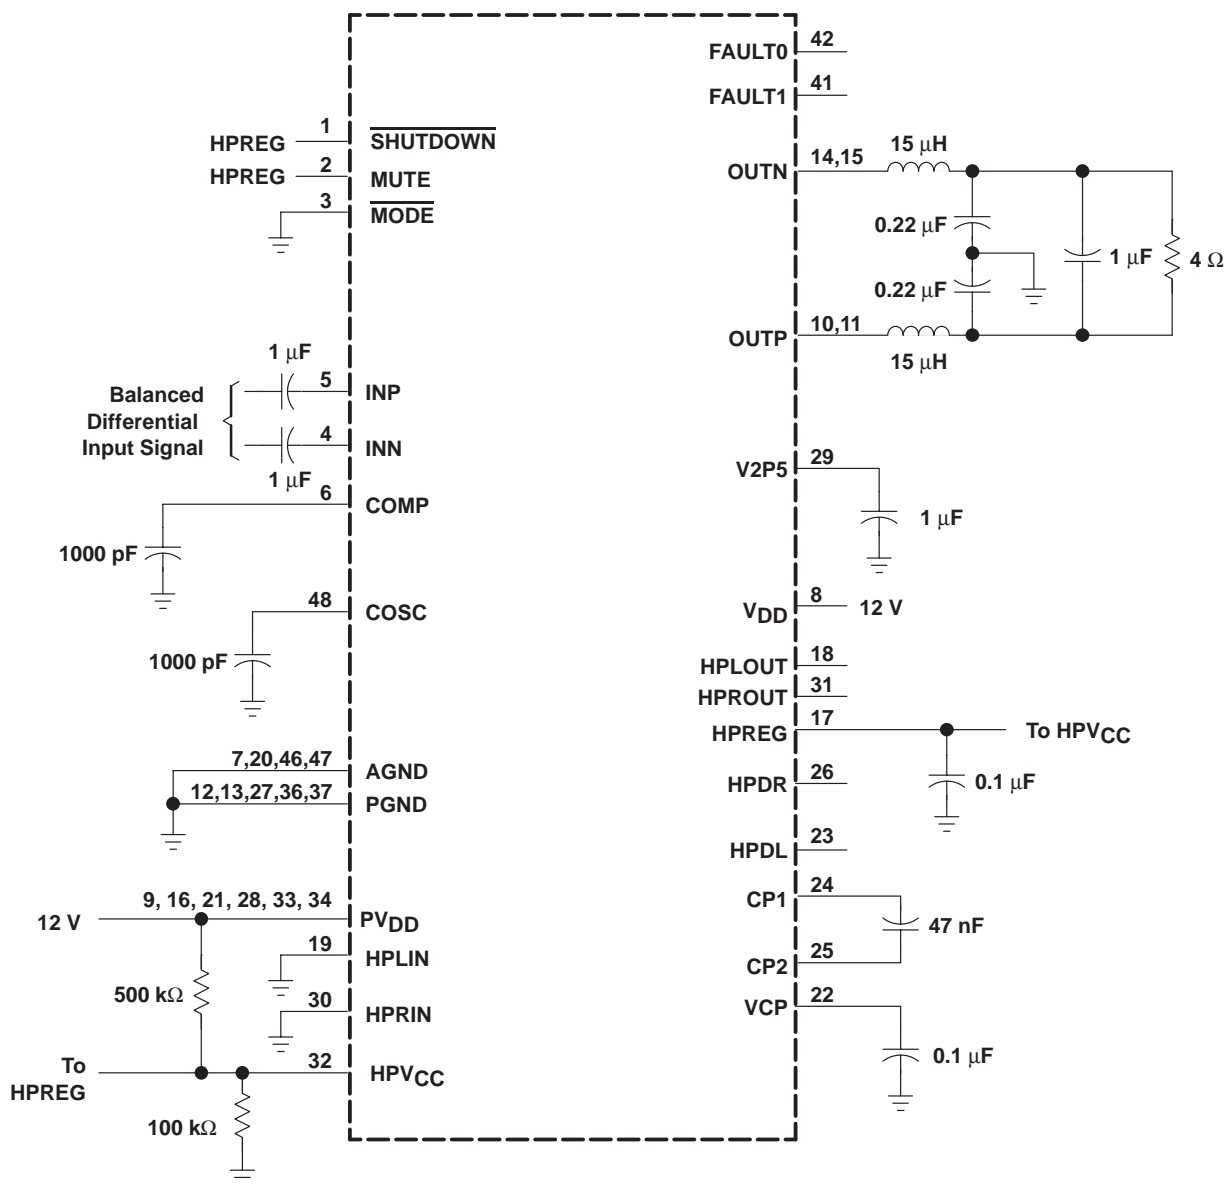 FAULT0 42
FAULT1 41
HPREG 1 SHUTDOWN
HPREG 2 MUTE
3 MODE
OUTN 14,15 15 μH
0.22 μF
0.22 μF
1 μF
4 Ω
OUTP 10,11
15 μH
1 μF
Balanced
Differential
Input Signal
5 INP
4 INN
1 μF
6 COMP
1000 pF
V2P5 29
1 μF
48 COSC
1000 pF
VDD 8 12 V
HPLOUT 18
HPROUT 31
HPREG 17 To HPVCC
0.1 μF
7,20,46,47 AGND
12,13,27,36,37 PGND
HPDR 26
HPDL 23
CP1 24
47 nF
CP2 25
VCP 22
0.1 μF
12 V 9, 16, 21, 28, 33, 34 PVDD
19 HPLIN
500 kΩ
30 HPRIN
To
HPREG
32 HPVCC
100 kΩ